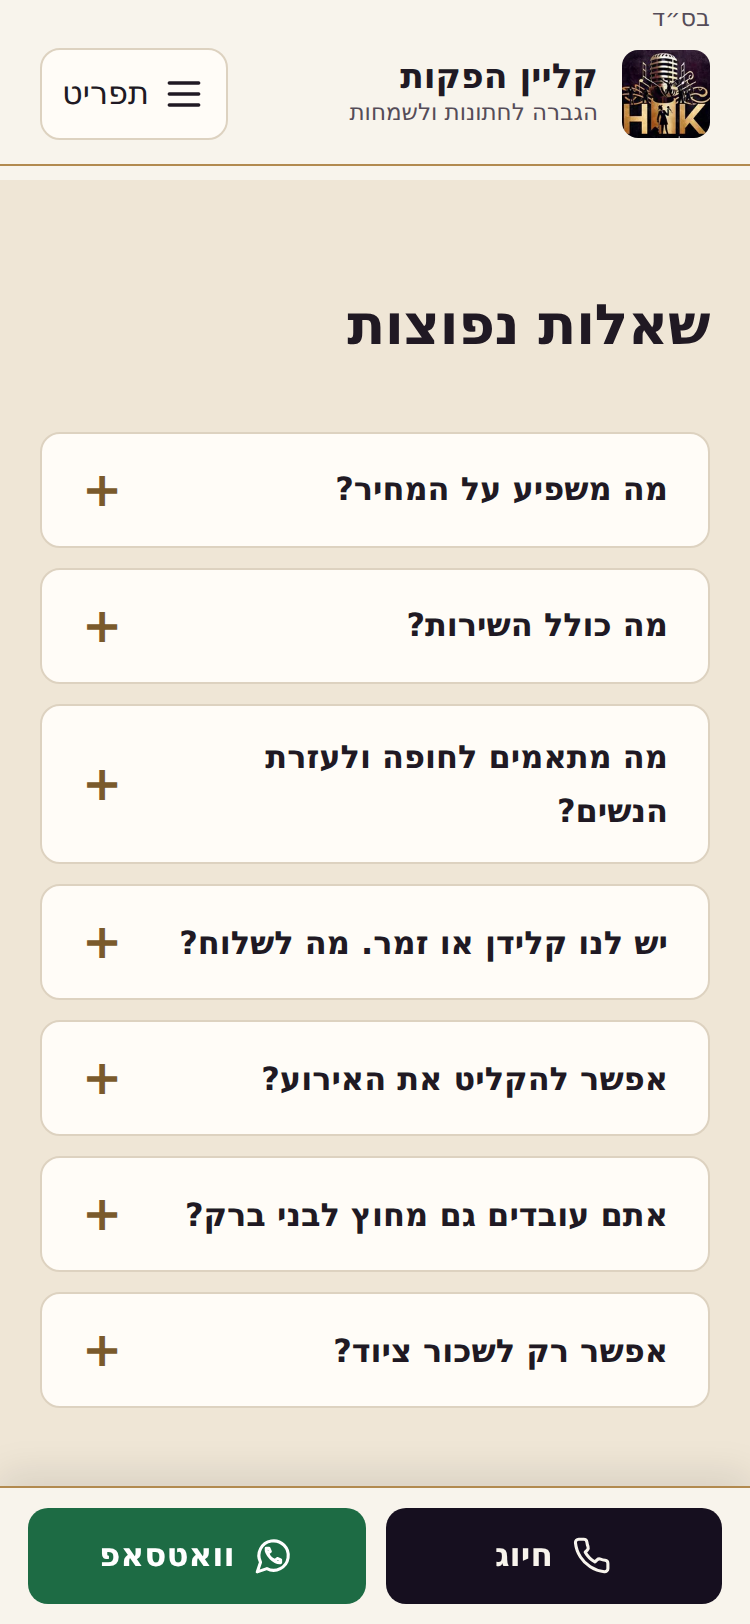 בס״ד
קליין הפקות
הגברה לחתונות ולשמחות
תפריט
HK
שאלות נפוצות
מה משפיע על המחיר?
מה כולל השירות?
מה מתאמים לחופה ולעזרת
הנשים?
יש לנו קלידן או זמר. מה לשלוח?
אפשר להקליט את האירוע?
אתם עובדים גם מחוץ לבני ברק?
אפשר רק לשכור ציוד?
חיוג
וואטסאפ